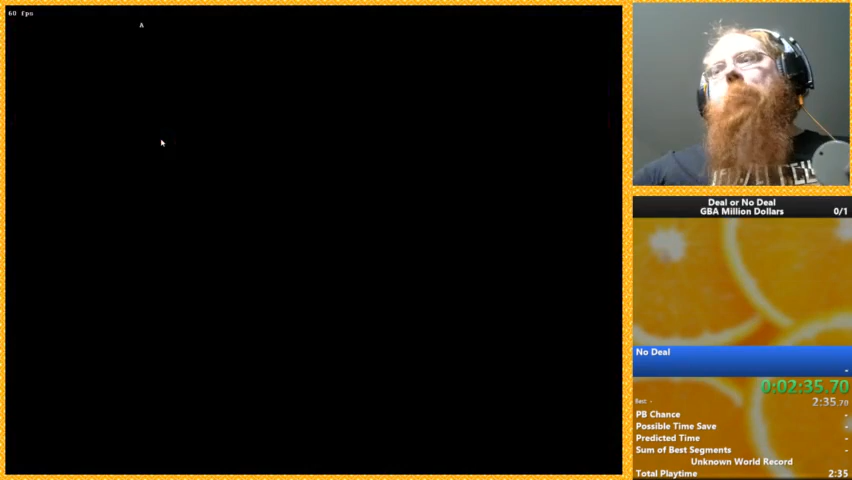 60 fps
A
Deal or No Deal
GBA Million Dollars 0/1
No Deal
-
0:02:35.70
Best - 2:35.70
PB Chance -
Possible Time Save -
Predicted Time -
Sum of Best Segments -
Unknown World Record
Total Playtime 2:35